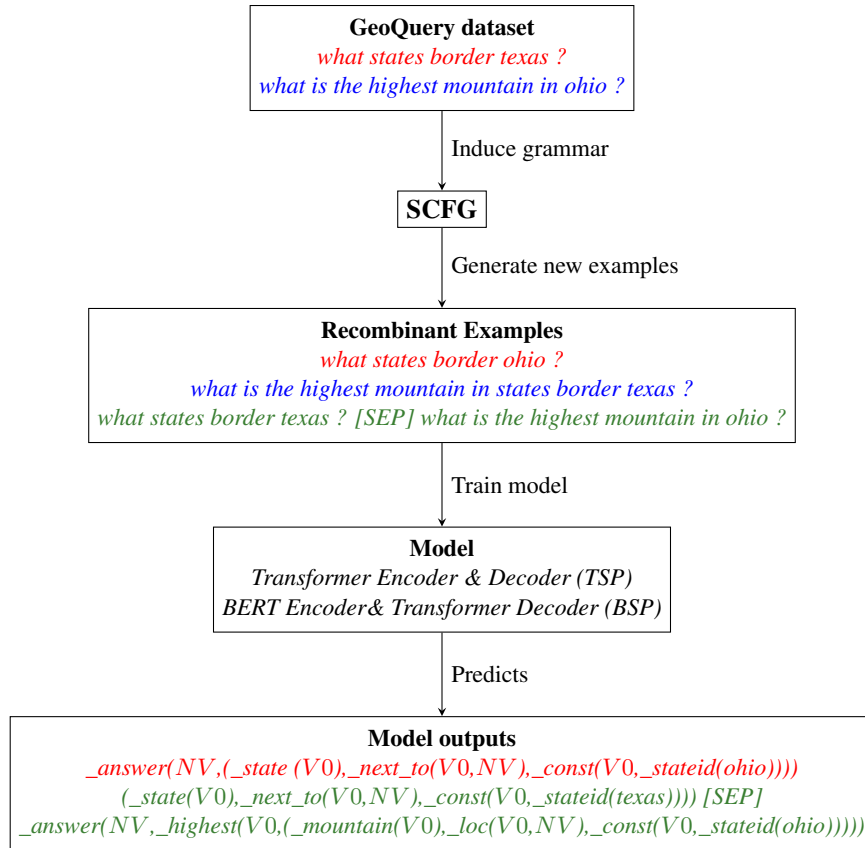 GeoQuery dataset
what states border texas ?
what is the highest mountain in ohio ?
Induce grammar
SCFG
Generate new examples
Recombinant Examples
what states border ohio ?
what is the highest mountain in states border texas ?
what states border texas ? [SEP] what is the highest mountain in ohio ?
Train model
Model
Transformer Encoder & Decoder (TSP)
BERT Encoder& Transformer Decoder (BSP)
Predicts
Model outputs
_answer(NV,(_state (V0),_next_to(V0,NV),_const(V0,_stateid(ohio))))
(_state(V0),_next_to(V0,NV),_const(V0,_stateid(texas)))) [SEP]
_answer(NV,_highest(V0,(_mountain(V0),_loc(V0,NV),_const(V0,_stateid(ohio)))))